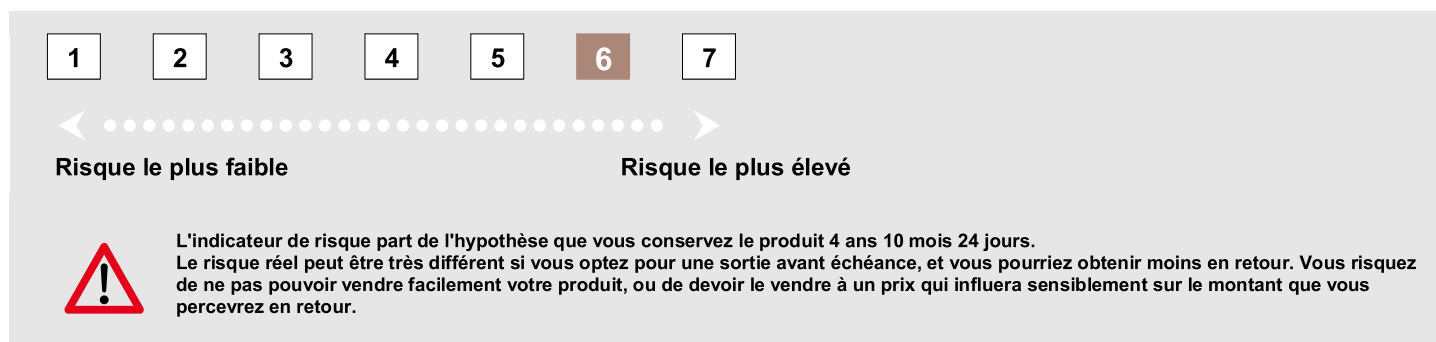 1 2 3 4 5 6 7
Risque le plus faible Risque le plus élevé
L'indicateur de risque part de l'hypothèse que vous conservez le produit 4 ans 10 mois 24 jours.
Le risque réel peut être très différent si vous optez pour une sortie avant échéance, et vous pourriez obtenir moins en retour. Vous risquez
de ne pas pouvoir vendre facilement votre produit, ou de devoir le vendre à un prix qui influera sensiblement sur le montant que vous
percevrez en retour.